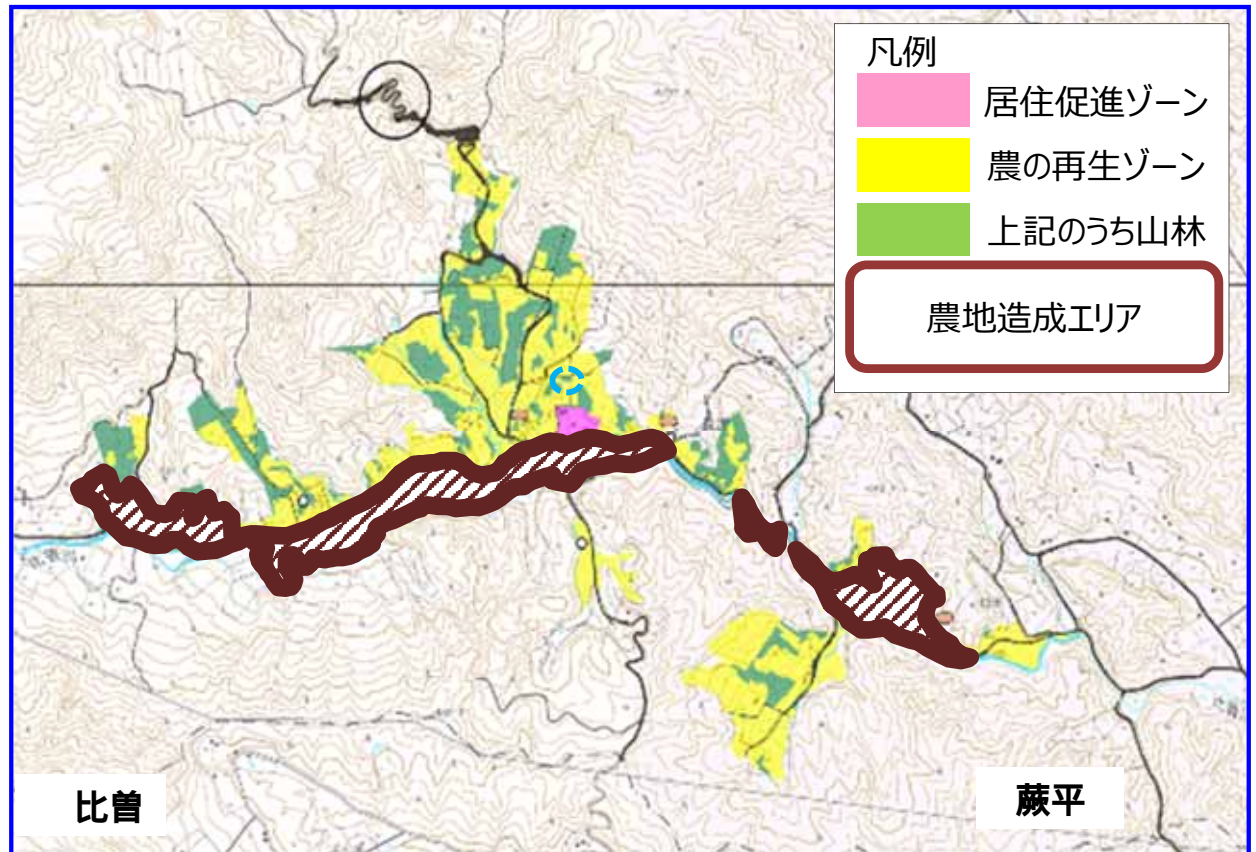 凡例
居住促進ゾーン
農の再生ゾーン
上記のうち山林
農地造成エリア
比曽
蕨平